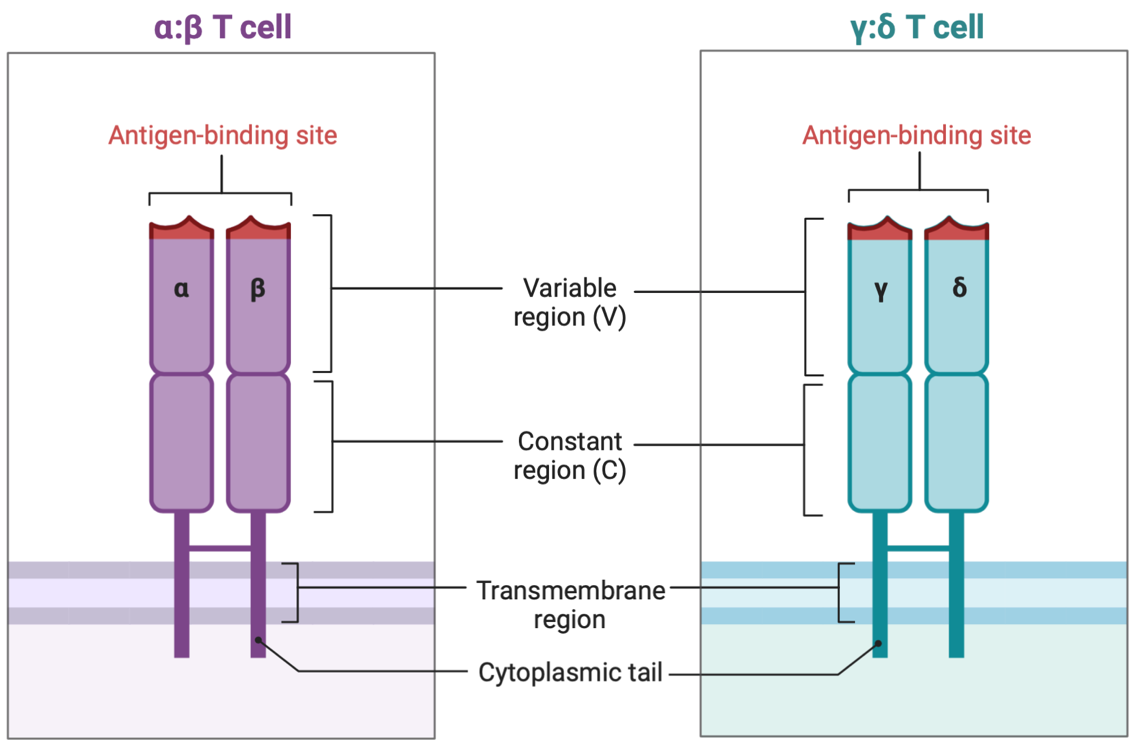 α:β T cell
γ:δ T cell
Antigen-binding site
Antigen-binding site
α
β
Variable
region (V)
γ
δ
Constant
region (C)
Transmembrane
region
Cytoplasmic tail